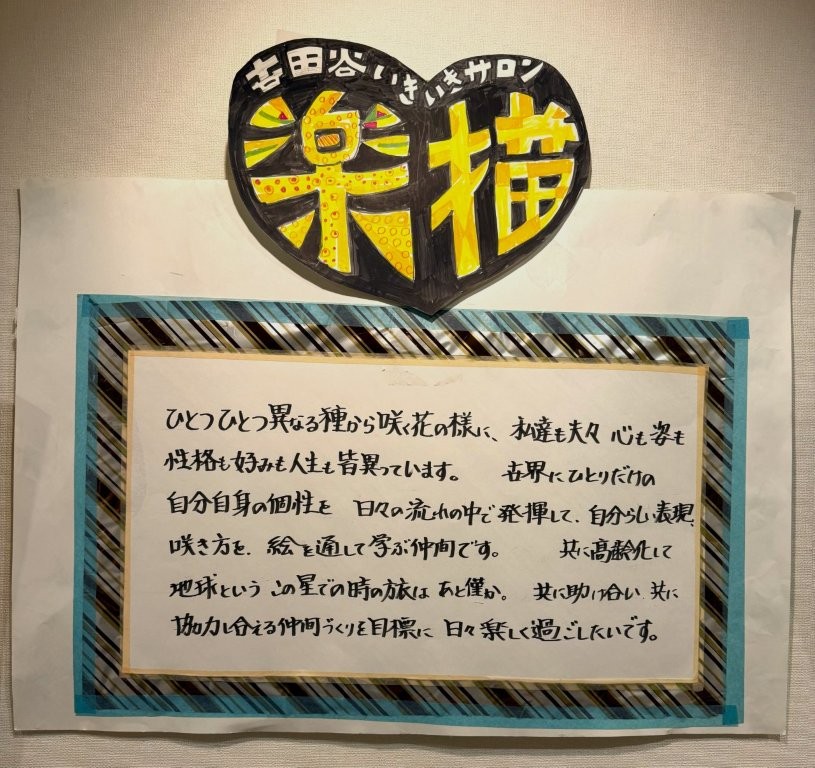 吉田谷いきいきサロン
楽描
ひとつひとつ異なる種から咲く花の様に、私達も夫々 心も姿も
性格も好みも人生も皆異っています。 世界にひとりだけの
自分自身の個性を 日々の流れの中で発揮して、自分らしい表現、
咲き方を、絵を通して学ぶ仲間です。 共に高齢化して
地球という この星での時の旅は あと僅か。 共に助け合い 共に
協力し合える仲間づくりを目標に 日々楽しく過ごしたいです。